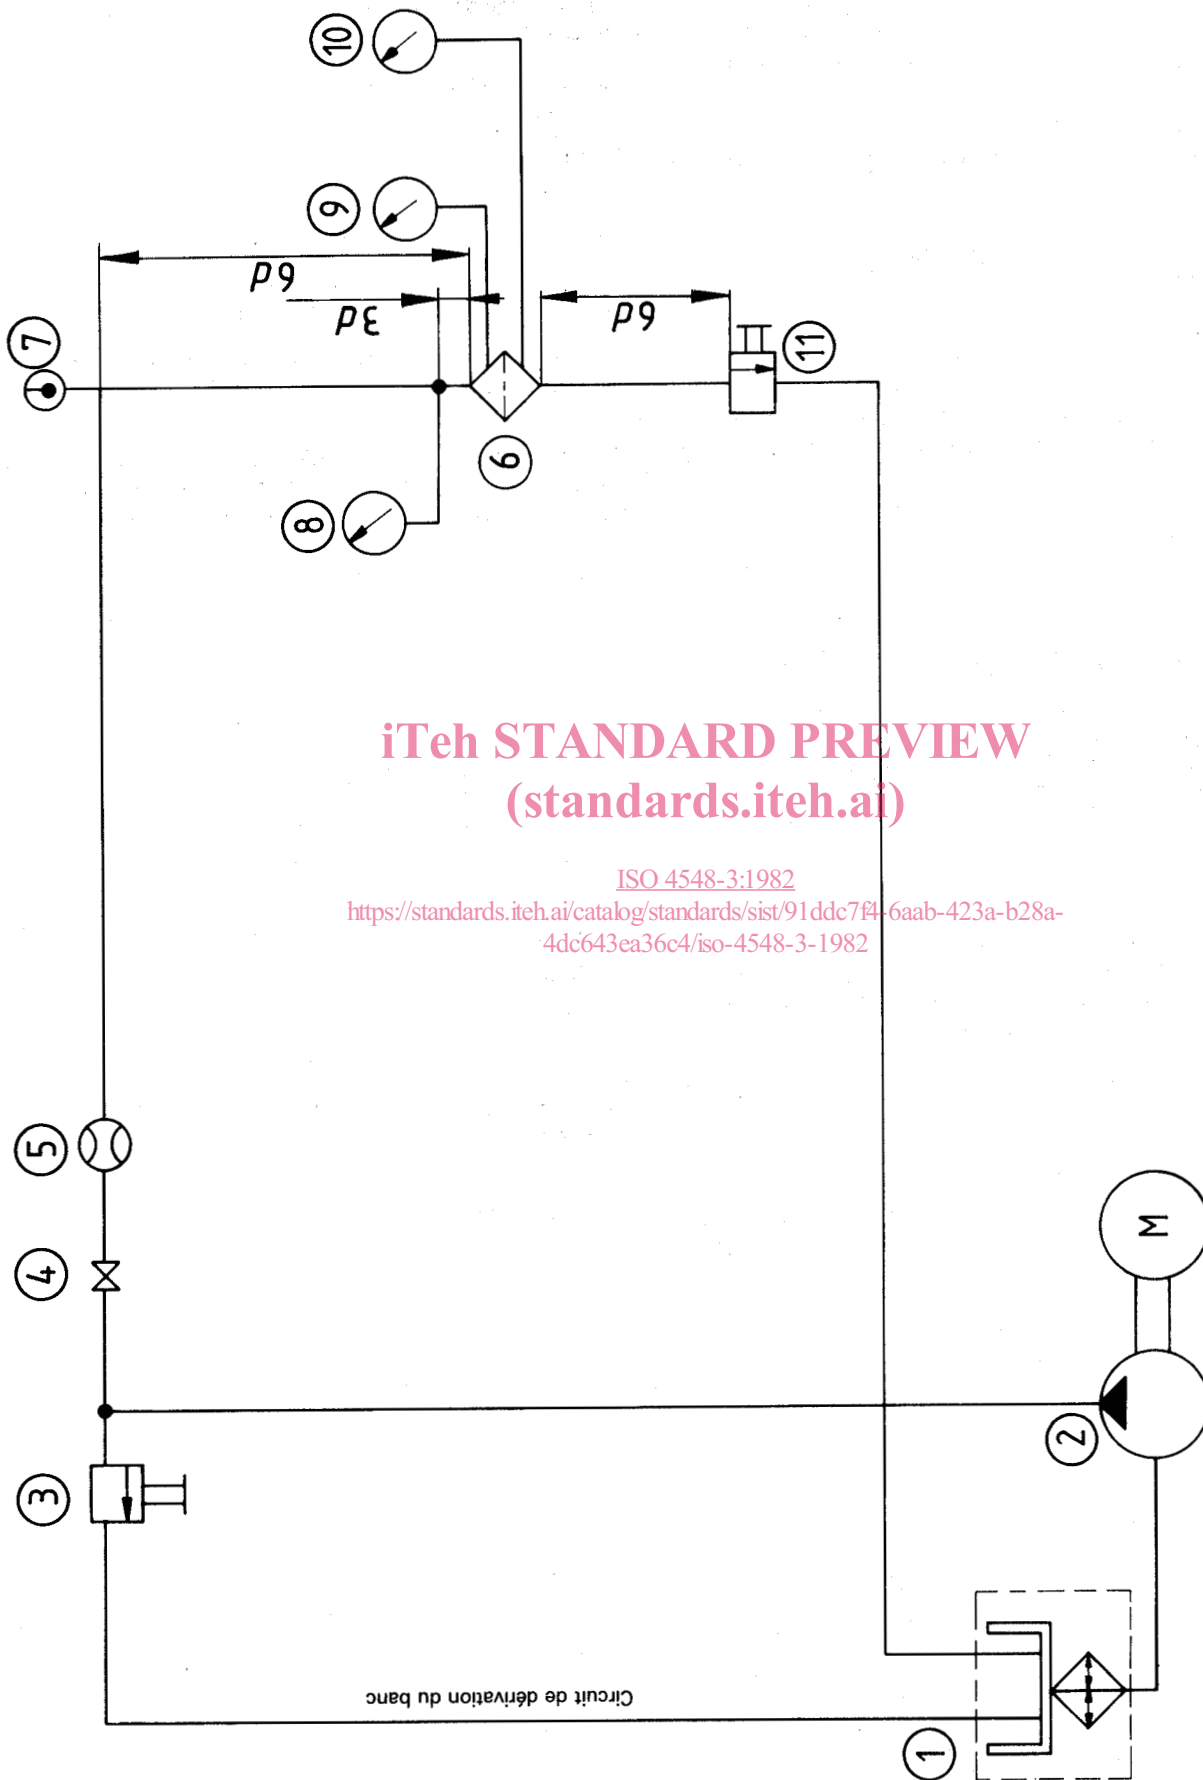 10
9
6d
3d
7
6d
11
6
8
iTeh STANDARD PREVIEW
(standards.iteh.ai)
ISO 4548-3:1982
https://standards.iteh.ai/catalog/standards/sist/91ddc7f4-6aab-423a-b28a-
4dc643ea36c4/iso-4548-3-1982
5
M
4
2
3
Circuit de dérivation du banc
1